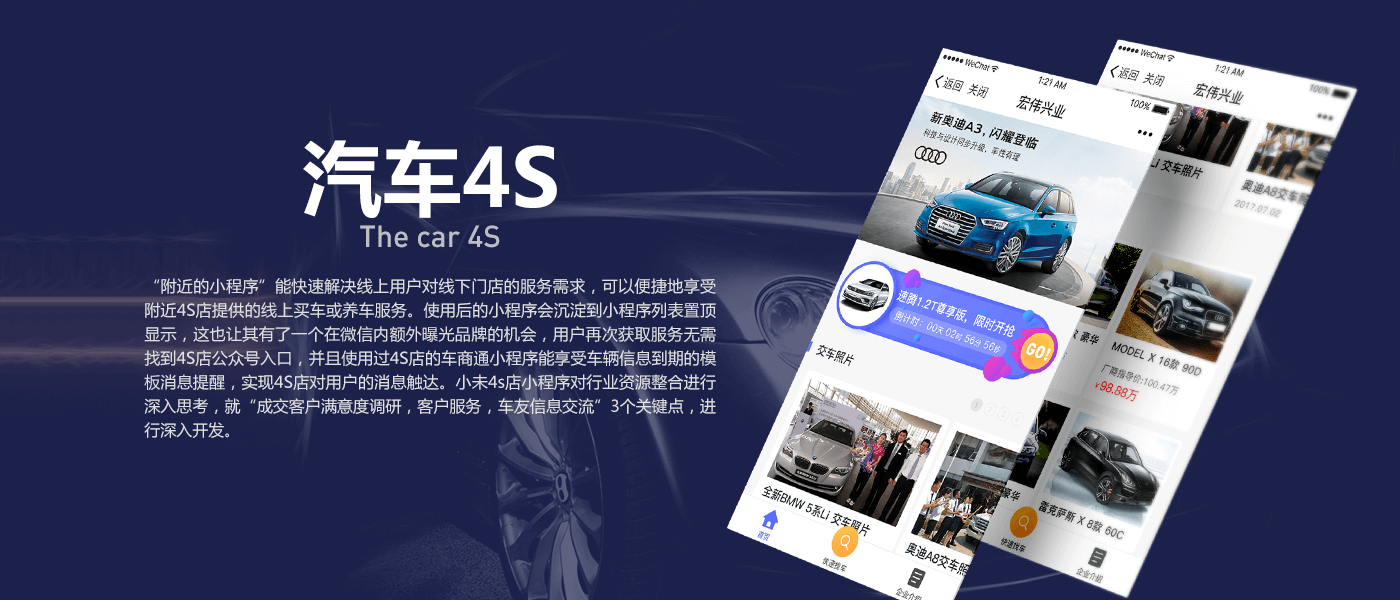 汽车4S
The car 4S
“附近的小程序”能快速解决线上用户对线下门店的服务需求，可以便捷地享受
附近4S店提供的线上买车或养车服务。使用后的小程序会沉淀到小程序列表置顶
显示，这也让其有了一个在微信内额外曝光品牌的机会，用户再次获取服务无需
找到4S店公众号入口，并且使用过4S店的车商通小程序能享受车辆信息到期的模
板消息提醒，实现4S店对用户的消息触达。小未4s店小程序对行业资源整合进行
深入思考，就“成交客户满意度调研，客户服务，车友信息交流”3个关键点，进
行深入开发。
WeChat
1:21 AM
100%
返回 关闭
宏伟兴业
新奥迪A3, 闪耀登临
科技与设计同步升级，率性有理
速腾1.2T尊享版，限时开抢
倒计时：00天 02时 56分 56秒
GO!
交车照片
全新BMW 5系Li 交车照片
奥迪A8交车照
首页
快速找车
企业介绍
WeChat
1:21 AM
100%
返回 关闭
宏伟兴业
Li 交车照片
奥迪A8交车照
2017.07.02
豪华
MODEL X 16款 90D
厂商指导价:100.47万
¥98.88万
豪华
雷克萨斯 X 8款 60C
快速找车
企业介绍